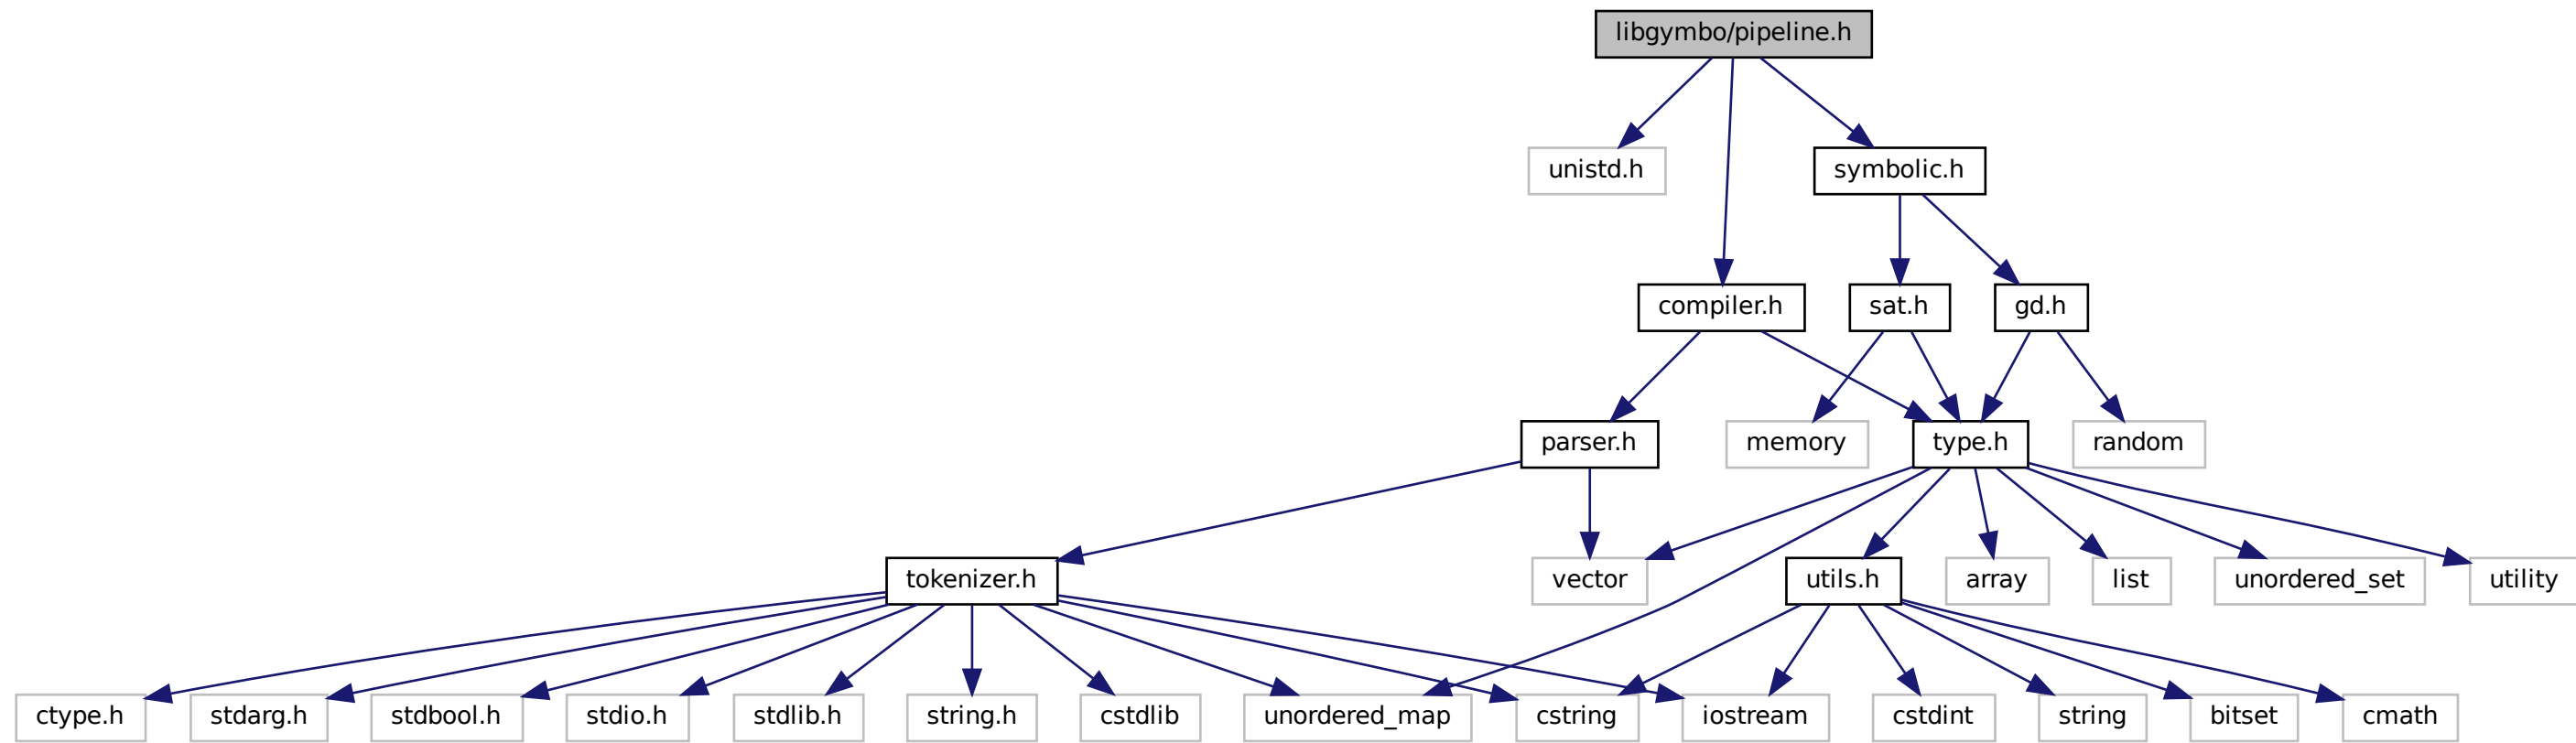 libgymbo/pipeline.h
unistd.h
symbolic.h
compiler.h
sat.h
gd.h
parser.h
memory
type.h
random
tokenizer.h
vector
utils.h
array
list
unordered_set
utility
ctype.h
stdarg.h
stdbool.h
stdio.h
stdlib.h
string.h
cstdlib
unordered_map
cstring
iostream
cstdint
string
bitset
cmath